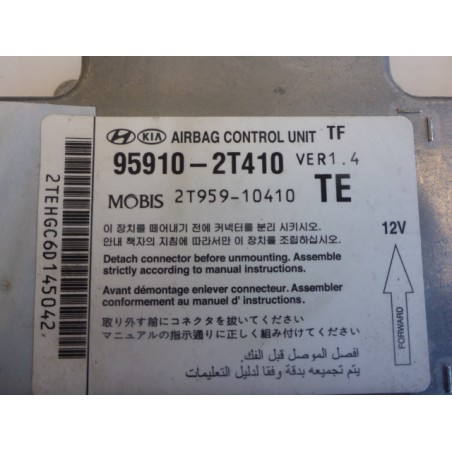 HYUNDAI KIA AIRBAG CONTROL UNIT TF
95910-2T410 VER1.4
MOBIS 2T959-10410 TE
이 장치를 떼어내기 전에 커넥터를 분리 시키시오.
안내 책자의 지침에 따라서만 이 장치를 조립하십시오.
Detach connector before unmounting. Assemble
strictly according to manual instructions.
Avant démontage enlever connecteur. Assembler
conformement au manuel d' instructions.
取り外す前にコネクタを抜いてください
マニュアルの指示通りに正しく組み付けてください
افصل الموصل قبل الفك.
يتم تجميعه بدقة وفقا لدليل التعليمات
12V
FORWARD
2TEHGC6D145042